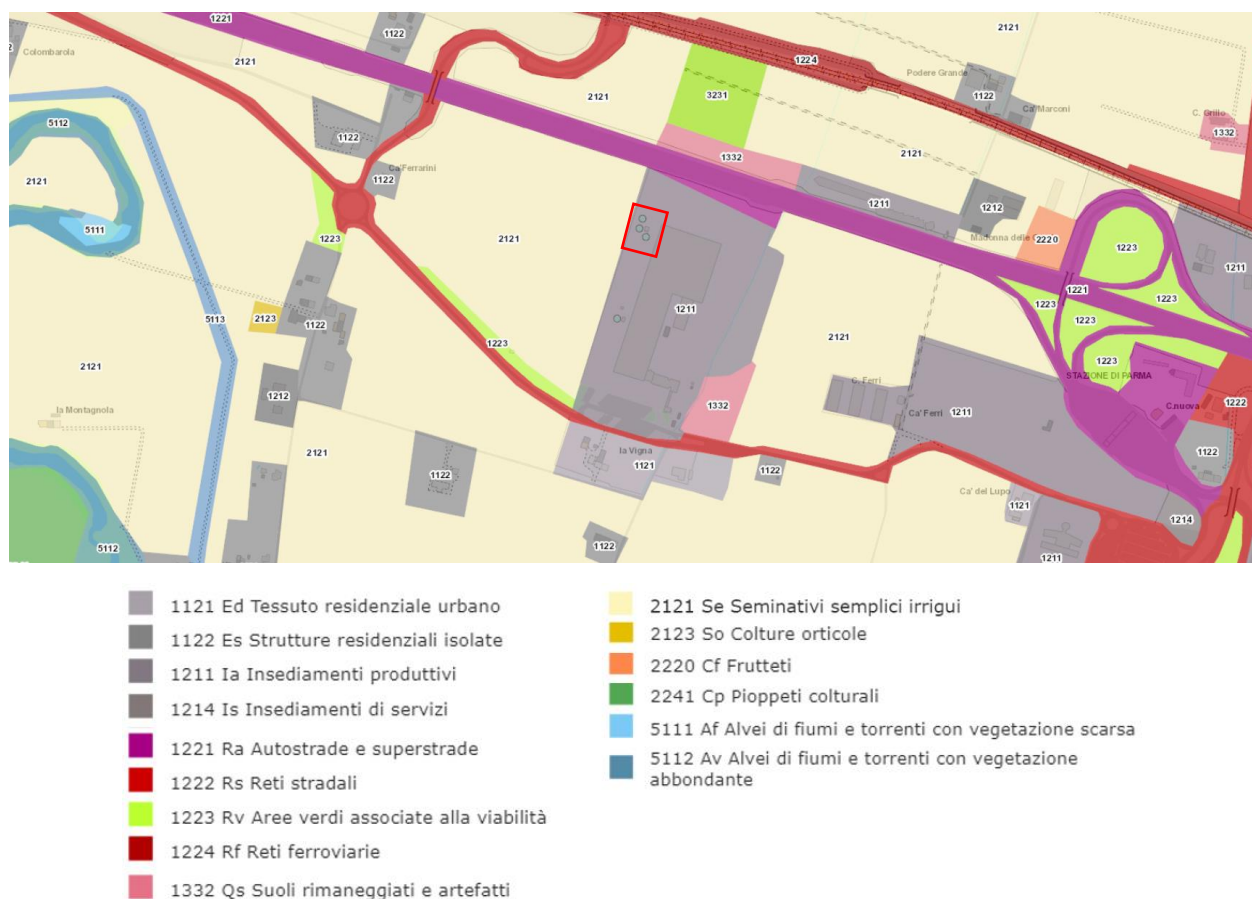 1221
1122
Colombarola
2121
1122
1224
2121
Podere Grande
2121
1122
Ca' Marconi
3231
C. Grillo
1332
5112
1122
2121
1332
2121
Ca'Ferrarini
1122
2121
1211
1212
5111
1223
2121
Madonna delle
2220
1223
1211
1221
1223
1223
1223
2123
1122
5113
1211
1223
2121
1223
STAZIONE DI PARMA
2121
C. Ferri
1212
la Montagnola
1332
Ca' Ferri
1211
C.nuova
1222
2121
la Vigna
1121
1122
1122
1122
Ca' del Lupo
1121
1214
5112
1122
1211
1121 Ed Tessuto residenziale urbano
1122 Es Strutture residenziali isolate
1211 Ia Insediamenti produttivi
1214 Is Insediamenti di servizi
1221 Ra Autostrade e superstrade
1222 Rs Reti stradali
1223 Rv Aree verdi associate alla viabilità
1224 Rf Reti ferroviarie
1332 Qs Suoli rimaneggiati e artefatti
2121 Se Seminativi semplici irrigui
2123 So Colture orticole
2220 Cf Frutteti
2241 Cp Pioppeti colturali
5111 Af Alvei di fiumi e torrenti con vegetazione scarsa
5112 Av Alvei di fiumi e torrenti con vegetazione
abbondante